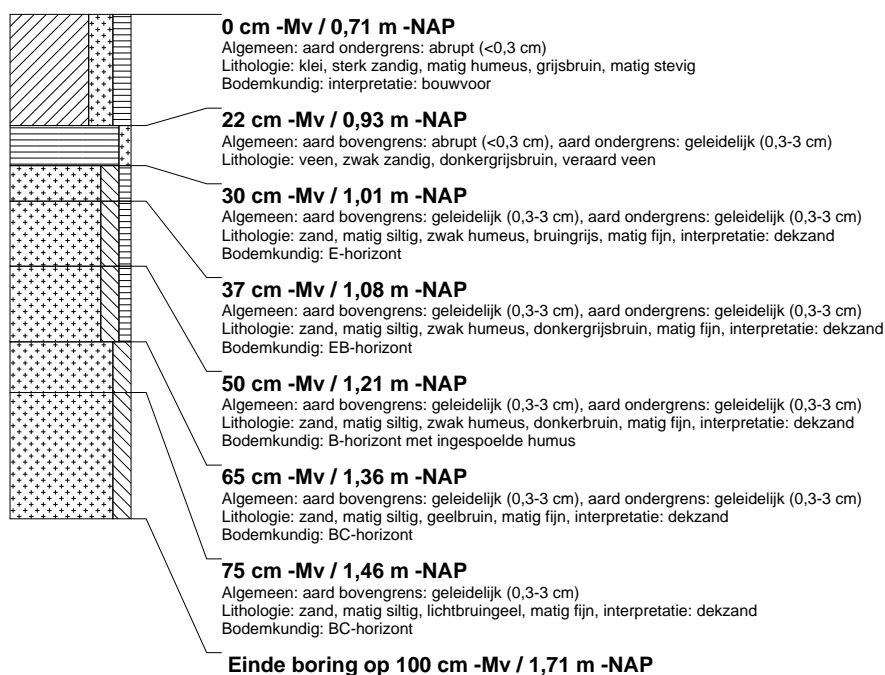 0 cm -Mv / 0,71 m -NAP
Algemeen: aard ondergrens: abrupt (<0,3 cm)
Lithologie: klei, sterk zandig, matig humeus, grijsbruin, matig stevig
Bodemkundig: interpretatie: bouwvoor
22 cm -Mv / 0,93 m -NAP
Algemeen: aard bovengrens: abrupt (<0,3 cm), aard ondergrens: geleidelijk (0,3-3 cm)
Lithologie: veen, zwak zandig, donkergrijsbruin, veraard veen
30 cm -Mv / 1,01 m -NAP
Algemeen: aard bovengrens: geleidelijk (0,3-3 cm), aard ondergrens: geleidelijk (0,3-3 cm)
Lithologie: zand, matig siltig, zwak humeus, bruingrijs, matig fijn, interpretatie: dekzand
Bodemkundig: E-horizont
37 cm -Mv / 1,08 m -NAP
Algemeen: aard bovengrens: geleidelijk (0,3-3 cm), aard ondergrens: geleidelijk (0,3-3 cm)
Lithologie: zand, matig siltig, zwak humeus, donkergrijsbruin, matig fijn, interpretatie: dekzand
Bodemkundig: EB-horizont
50 cm -Mv / 1,21 m -NAP
Algemeen: aard bovengrens: geleidelijk (0,3-3 cm), aard ondergrens: geleidelijk (0,3-3 cm)
Lithologie: zand, matig siltig, zwak humeus, donkerbruin, matig fijn, interpretatie: dekzand
Bodemkundig: B-horizont met ingespoelde humus
65 cm -Mv / 1,36 m -NAP
Algemeen: aard bovengrens: geleidelijk (0,3-3 cm), aard ondergrens: geleidelijk (0,3-3 cm)
Lithologie: zand, matig siltig, geelbruin, matig fijn, interpretatie: dekzand
Bodemkundig: BC-horizont
75 cm -Mv / 1,46 m -NAP
Algemeen: aard bovengrens: geleidelijk (0,3-3 cm)
Lithologie: zand, matig siltig, lichtbruingeel, matig fijn, interpretatie: dekzand
Bodemkundig: BC-horizont
Einde boring op 100 cm -Mv / 1,71 m -NAP